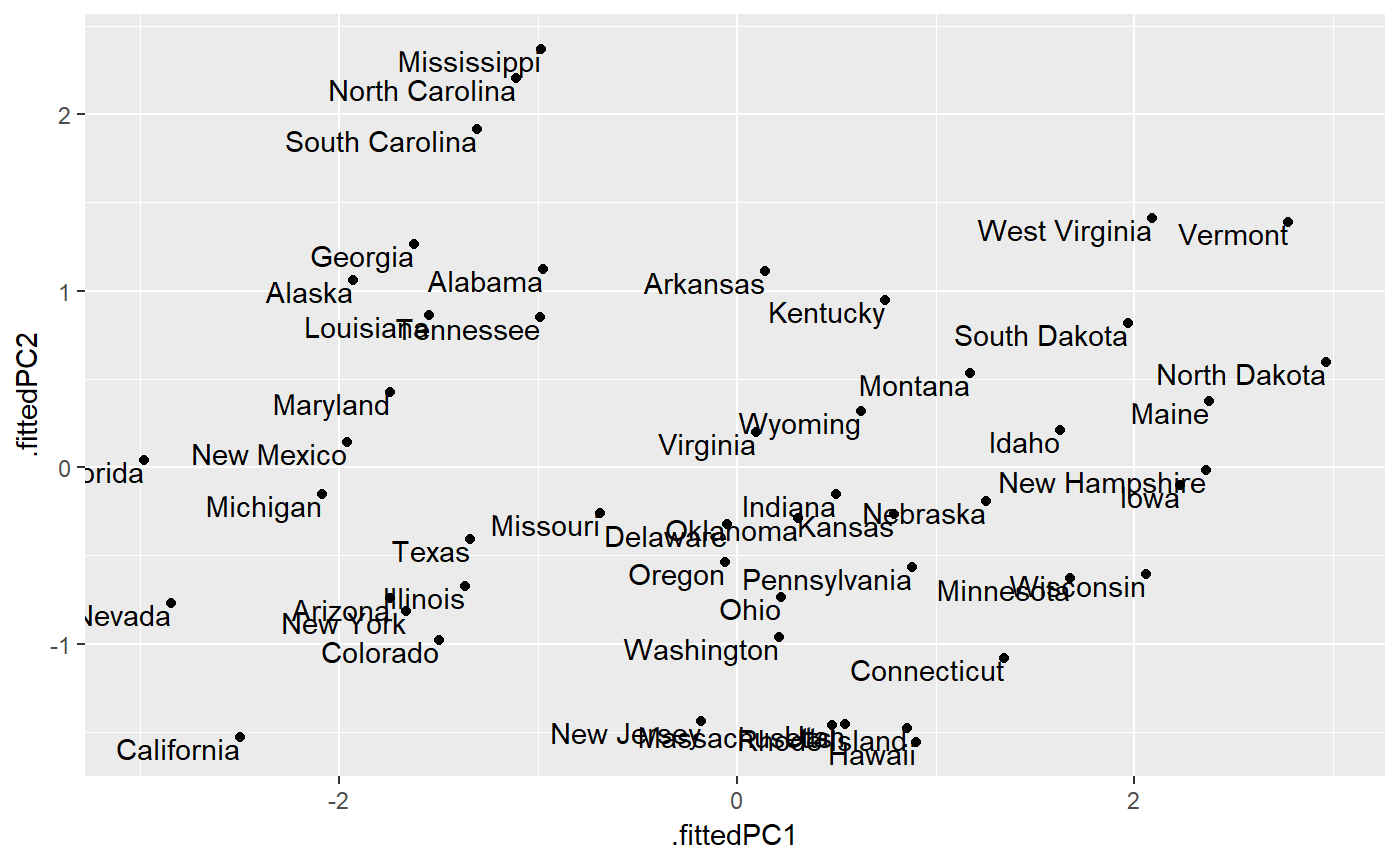 Mississippi
North Carolina
2
South Carolina
West Virginia
Vermont
Georgia
Alabama
Arkansas
Alaska
1
Kentucky
Louisiana
Tennessee
South Dakota
North Dakota
Montana
Maryland
Maine
Wyoming
Virginia
Idaho
New Mexico
orida
0
New Hampshire
Iowa
Michigan
Indiana
Nebraska
Missouri
Delaware
Oklahoma
Kansas
Texas
Oregon
Pennsylvania
Minnesota
Wisconsin
Illinois
Nevada
Arizona
Ohio
New York
-1
Colorado
Washington
Connecticut
New Jersey
Massachusetts
Utah
Rhode Island
California
Hawaii
-2
0
2
.fittedPC1
.fittedPC2